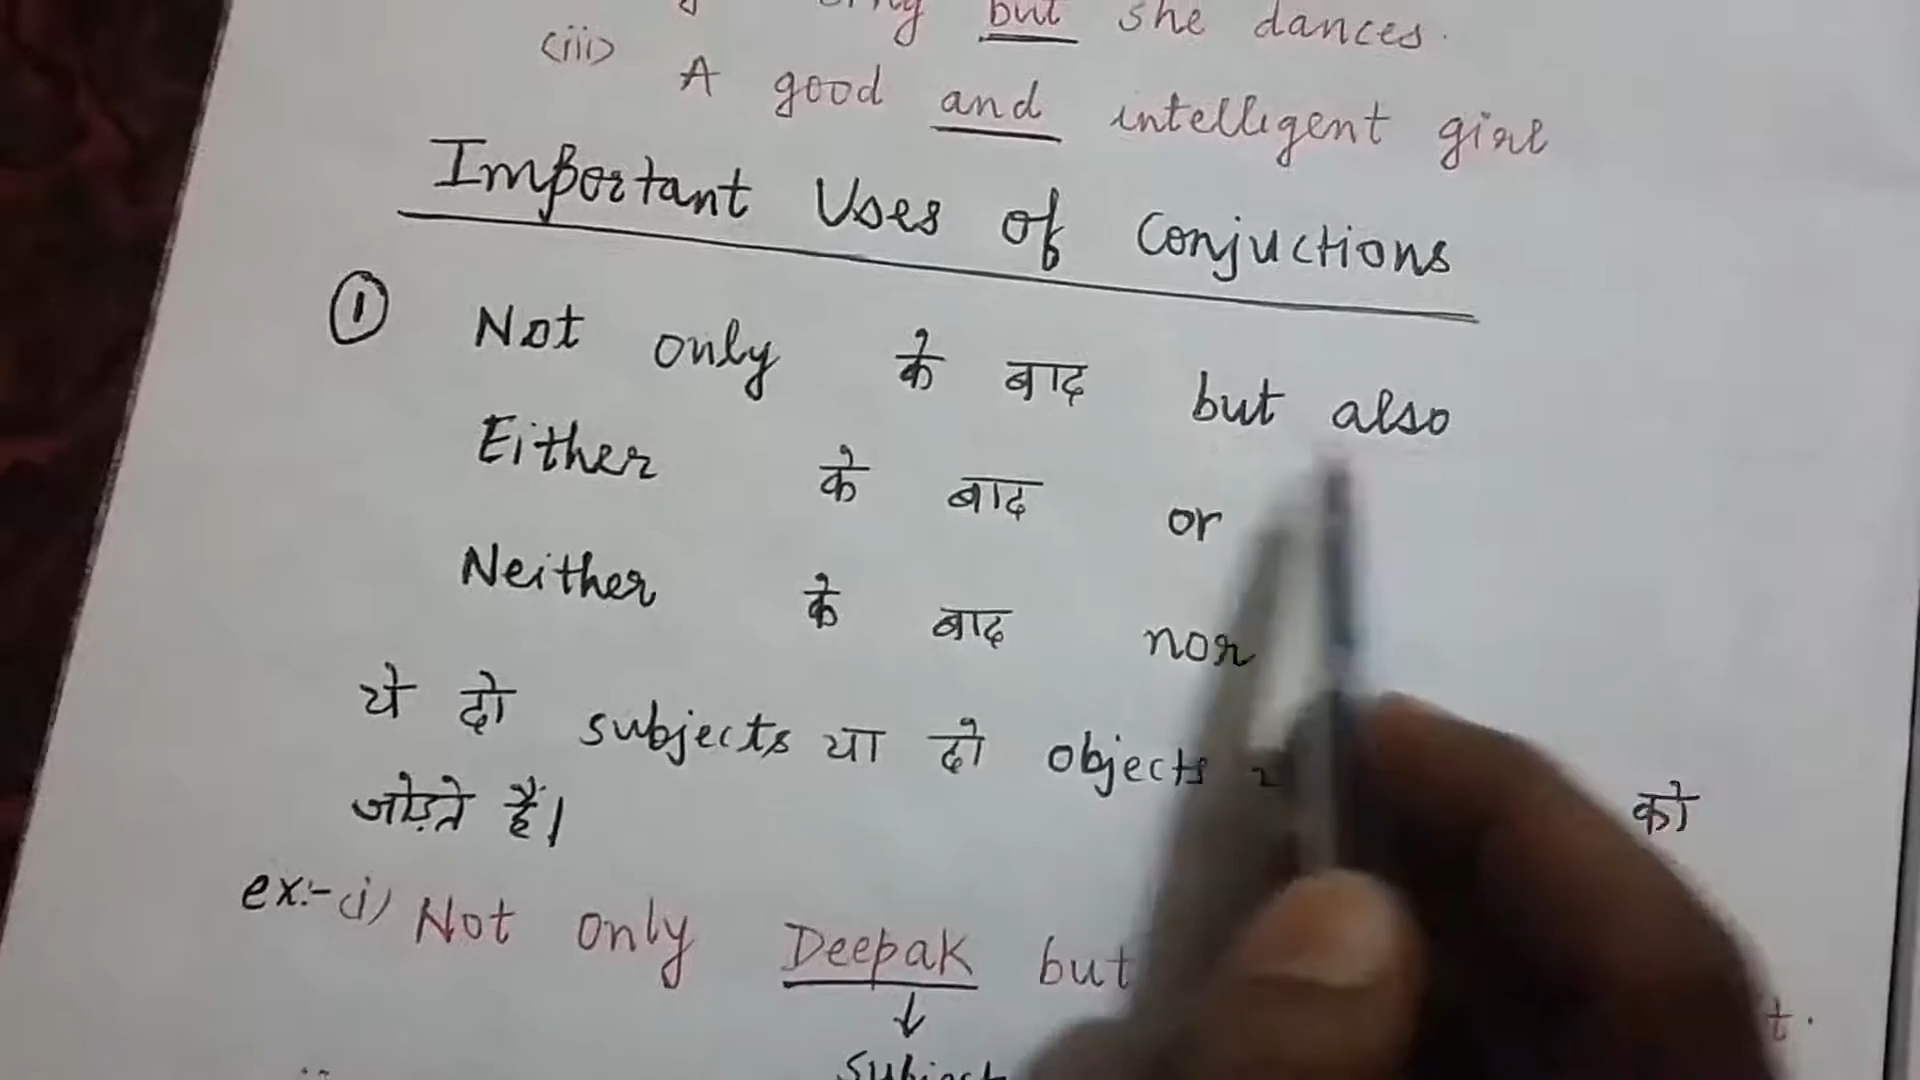 but she dances.
(iii) A good and intelligent girl
Important Uses of Conjuctions
① Not only के बाद but also
Either के बाद or
Neither के बाद nor
ये दो subjects या दो objects को
जोड़ते हैं।
ex:- (i) Not only Deepak but
↓
Subject